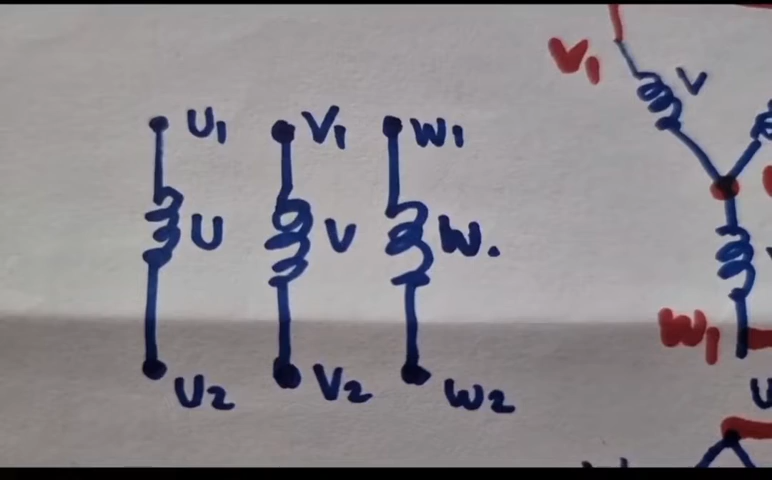 U1 V1 W1
U V W.
U2 V2 W2
V1 V
W1
U